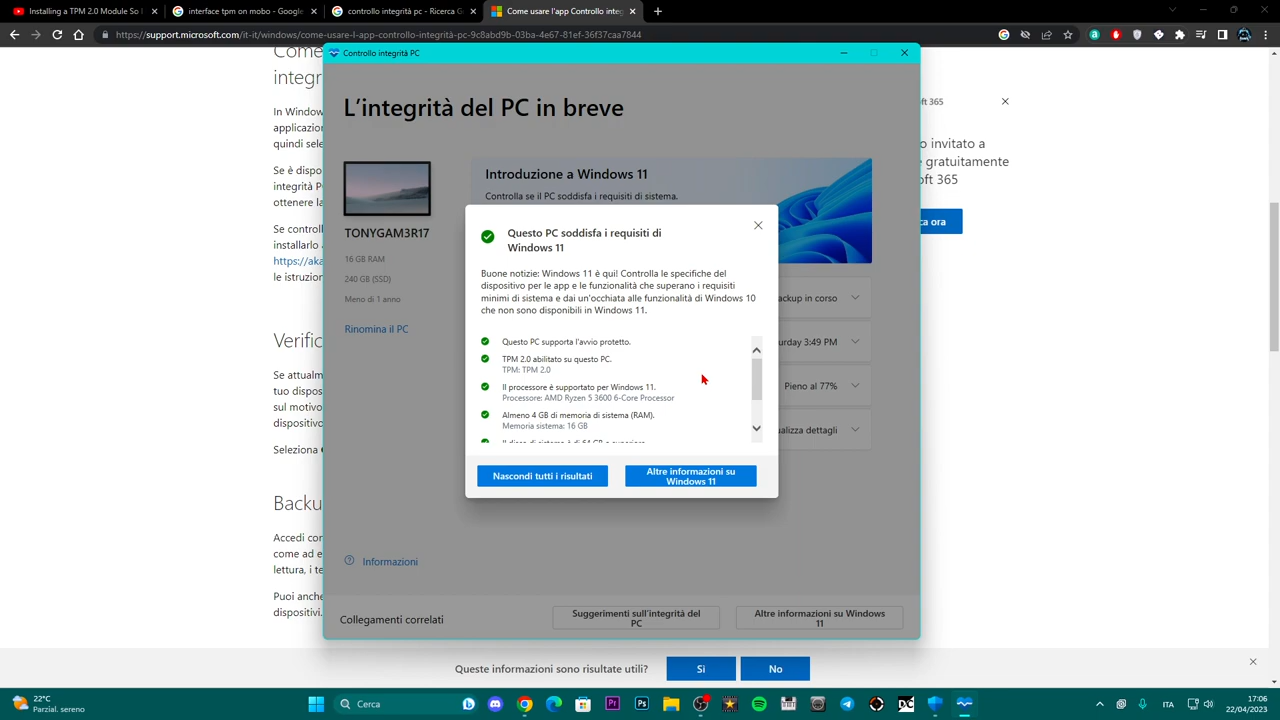 Installing a TPM 2.0 Module So I
interface tpm on mobo - Google
controllo integrità pc - Ricerca G
Come usare l'app Controllo integ
https://support.microsoft.com/it-it/windows/come-usare-l-app-controllo-integrità-pc-9c8abd9b-03ba-4e67-81ef-36f37caa7844
Come
integr
In Window
applicazion
quindi sele
Se è dispo
integrità P
ottenere la
Se control
installarlo
https://aka
le istruzion
Verific
Se attualm
tuo dispos
sul motivo
dispositivo
Seleziona
Backu
Accedi con
come ad e
lettura, i te
Puoi anche
dispositivi.
Controllo integrità PC
L'integrità del PC in breve
TONYGAM3R17
16 GB RAM
240 GB (SSD)
Meno di 1 anno
Rinomina il PC
Introduzione a Windows 11
Controlla se il PC soddisfa i requisiti di sistema.
ackup in corso
urday 3:49 PM
Pieno al 77%
alizza dettagli
Questo PC soddisfa i requisiti di
Windows 11
Buone notizie: Windows 11 è qui! Controlla le specifiche del
dispositivo per le app e le funzionalità che superano i requisiti
minimi di sistema e dai un'occhiata alle funzionalità di Windows 10
che non sono disponibili in Windows 11.
Questo PC supporta l'avvio protetto.
TPM 2.0 abilitato su questo PC.
TPM: TPM 2.0
Il processore è supportato per Windows 11.
Processore: AMD Ryzen 5 3600 6-Core Processor
Almeno 4 GB di memoria di sistema (RAM).
Memoria sistema: 16 GB
Nascondi tutti i risultati
Altre informazioni su
Windows 11
Informazioni
Collegamenti correlati
Suggerimenti sull'integrità del
PC
Altre informazioni su Windows
11
ft 365
o invitato a
gratuitamente
oft 365
ca ora
Queste informazioni sono risultate utili?
Sì
No
22°C
Parzial. sereno
Cerca
ITA
17:06
22/04/2023